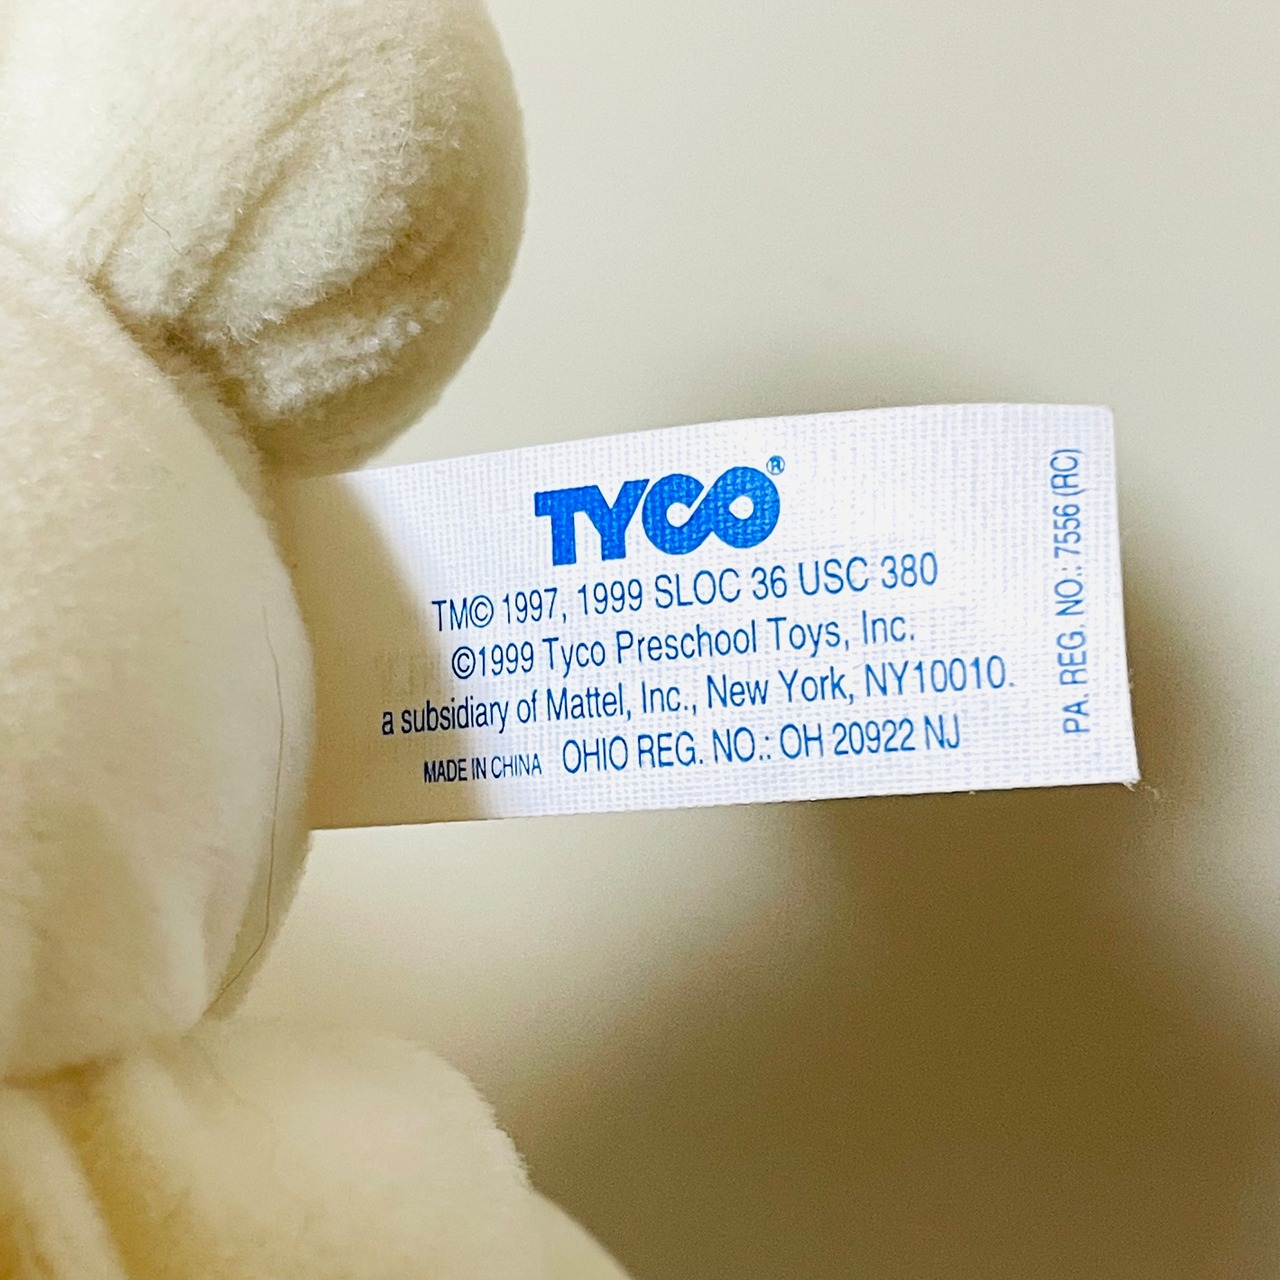 TYCO®
TM© 1997, 1999 SLOC 36 USC 380
©1999 Tyco Preschool Toys, Inc.
a subsidiary of Mattel, Inc., New York, NY10010.
MADE IN CHINA OHIO REG. NO.: OH 20922 NJ
PA. REG. NO.: 7556 (RC)